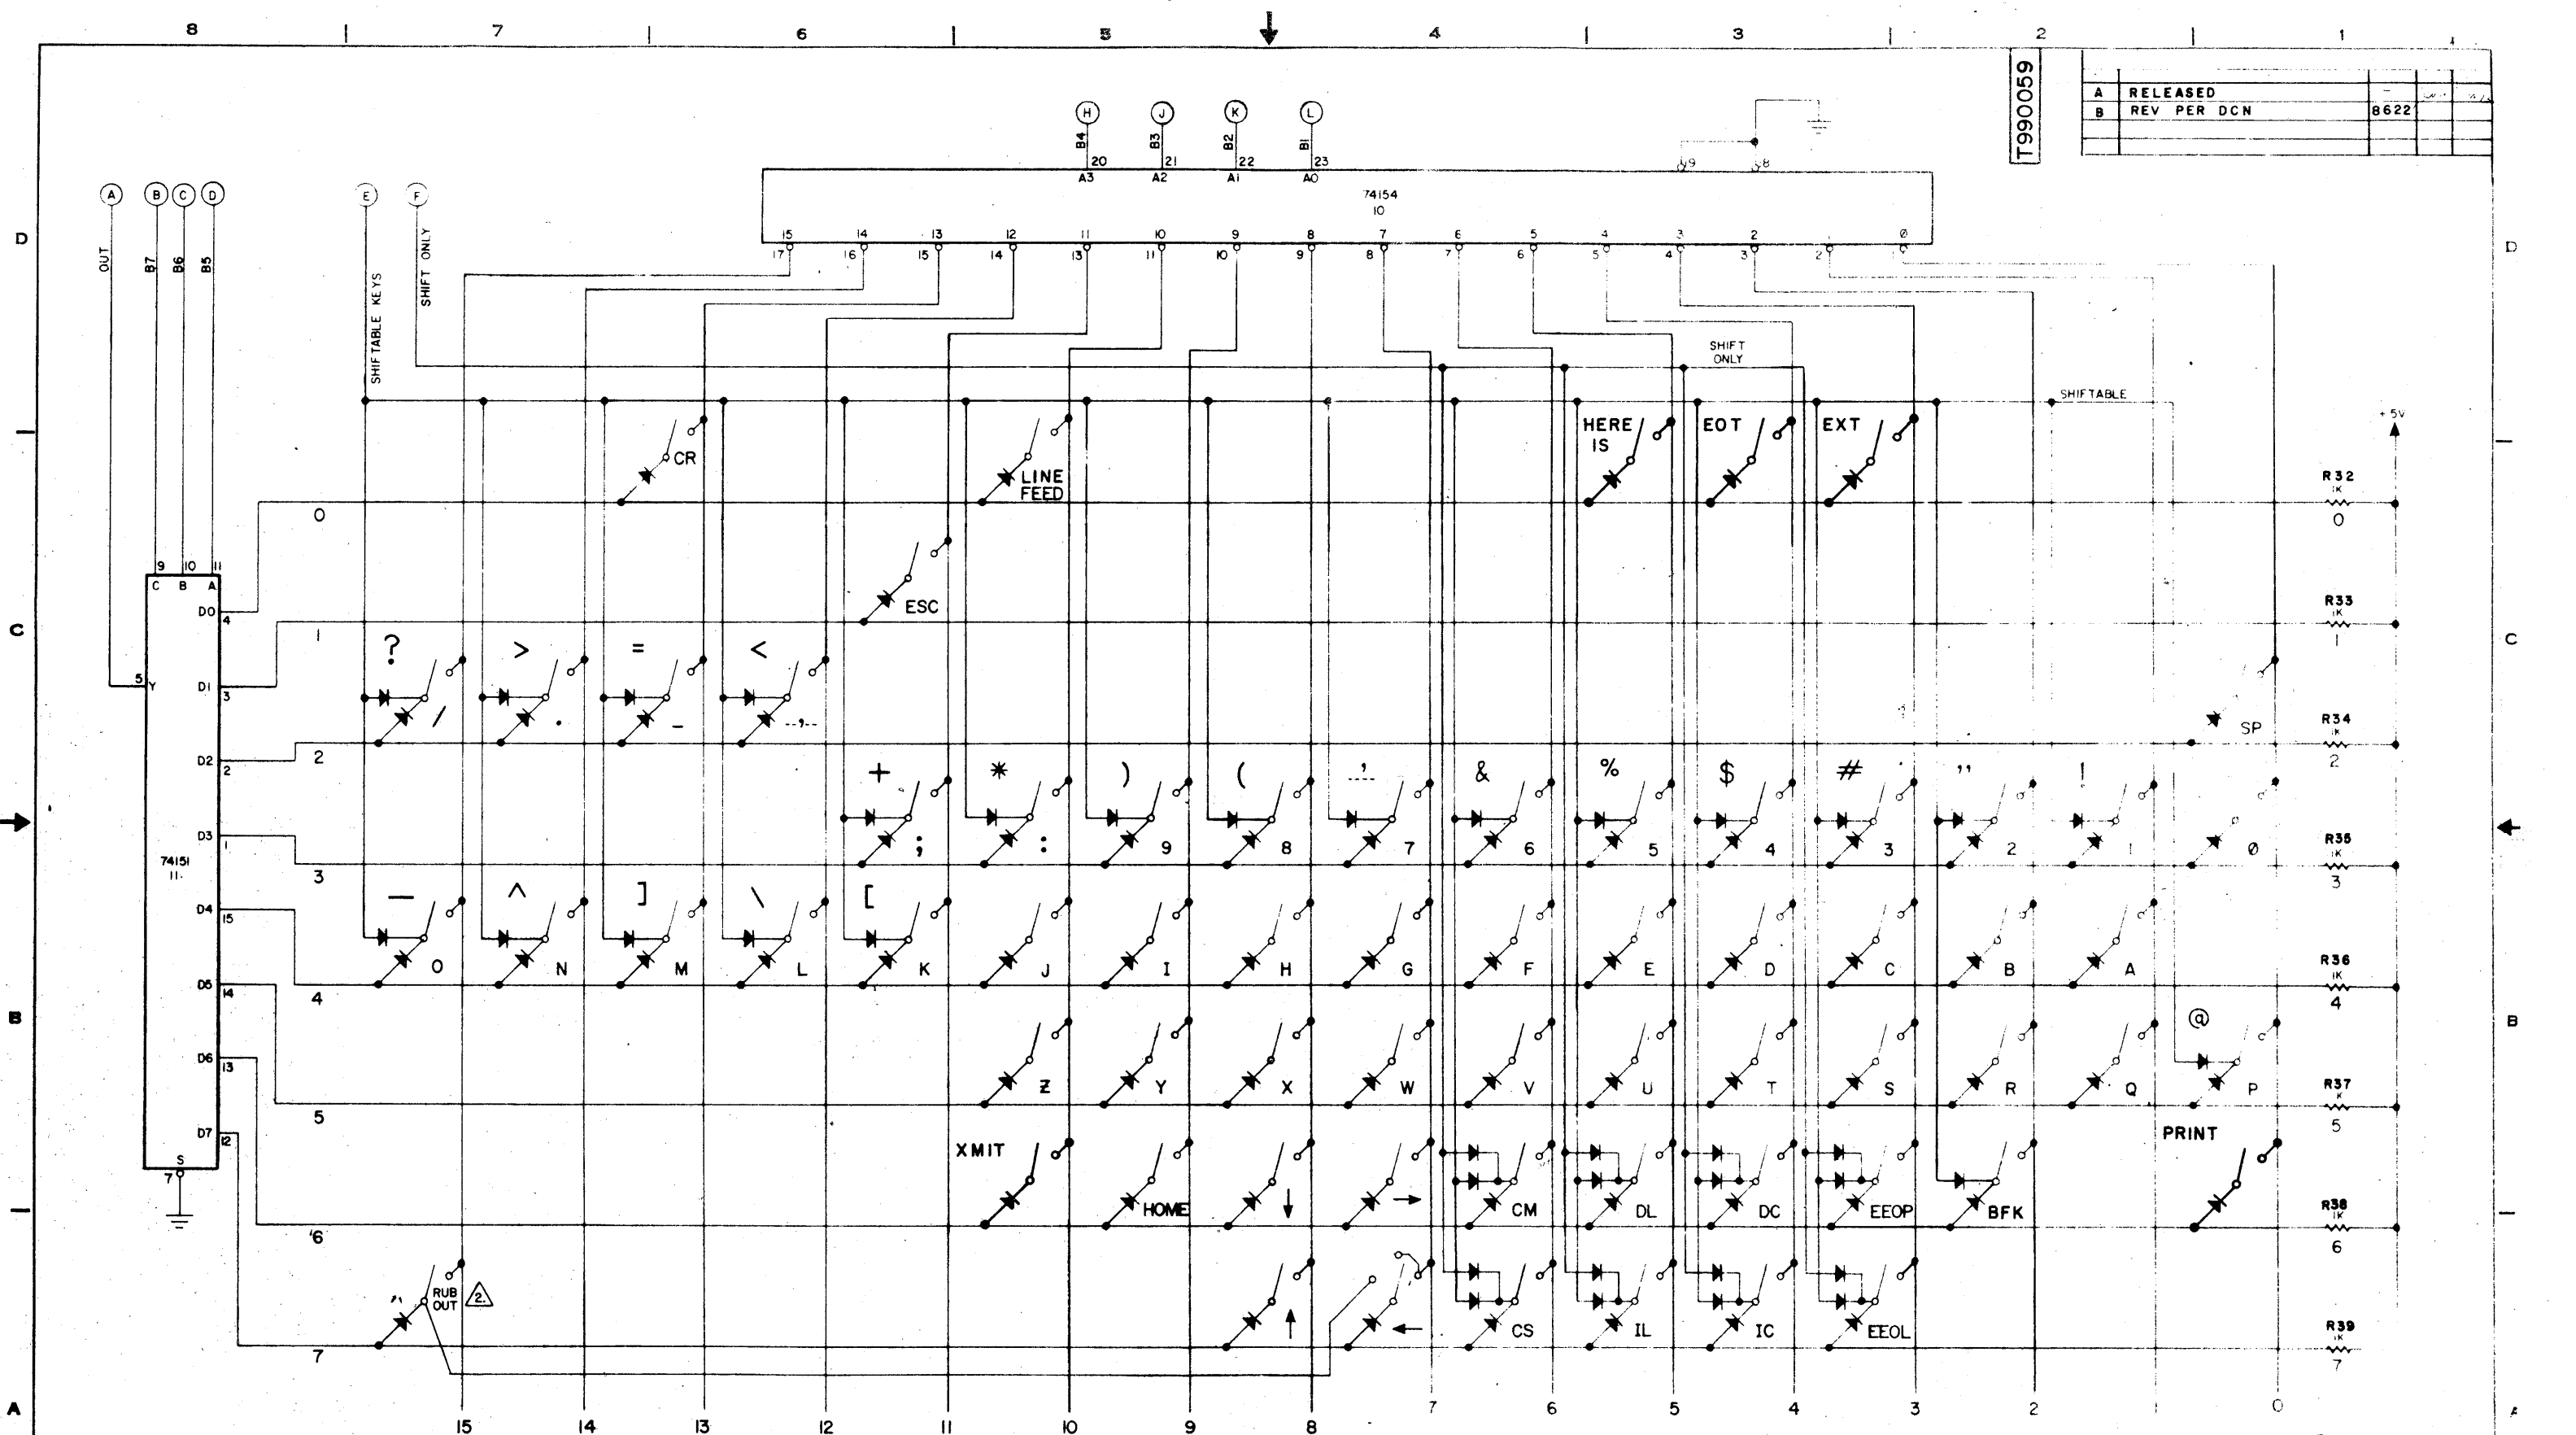 8 7 6 5 4 3 2 1
T990059
A RELEASED
B REV PER DCN 8622
H J K L
B4 B3 B2 B1
20 21 22 23 19 18
A3 A2 A1 A0
74154
10
A B C D E F
OUT B7 B6 B5 SHIFTABLE KEYS SHIFT ONLY
D D
15 14 13 12 11 10 9 8 7 6 5 4 3 2 1 0
17 16 15 14 13 11 10 9 8 7 6 5 4 3 2 1
SHIFT
ONLY
SHIFTABLE
+5V
CR
LINE
FEED
HERE
IS
EOT
EXT
R32
1K
0
0
9 10 11
C B A
D0 4
ESC
R33
1K
1
1
C C
5 Y D1 3
? > = <
/ . - ,
SP
R34
1K
2
D2 2
2
+ * ) ( ' & % $ # " !
; : 9 8 7 6 5 4 3 2 1 0
D3 1
74151
11
R35
1K
3
3
D4 15
— ^ ] \ [
O N M L K J I H G F E D C B A
D5 14
R36
1K
4
4
B B
@
Z Y X W V U T S R Q P
D6 13
R37
1K
5
5
D7 12
S
7
XMIT HOME ↓ → CM DL DC EEOP BFK PRINT
R38
1K
6
6
RUB
OUT
2.
↑ ← CS IL IC EEOL
R39
1K
7
7
A
15 14 13 12 11 10 9 8 7 6 5 4 3 2 1 0